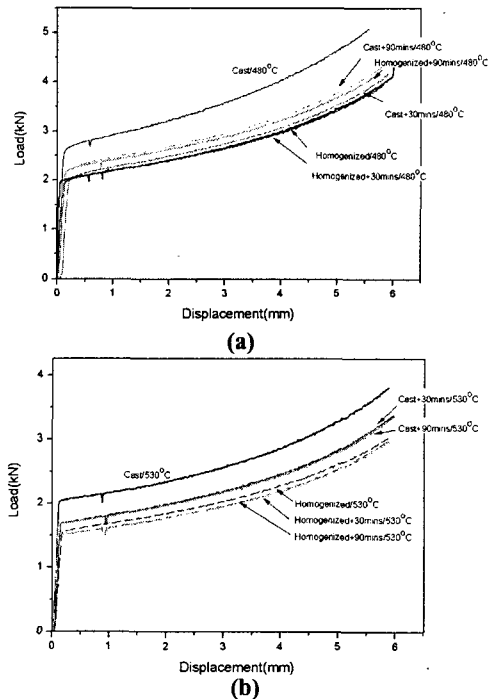 5
4
3
2
1
0
Load(kN)
Cast/480°C
Cast+90mins/480°C
Homogenized+90mins/480°C
Cast+30mins/480°C
Homogenized/480°C
Homogenized+30mins/480°C
0 1 2 3 4 5 6
Displacement(mm)
(a)
4
3
2
1
0
Load(kN)
Cast/530°C
Cast+30mins/530°C
Cast+90mins/530°C
Homogenized/530°C
Homogenized+30mins/530°C
Homogenized+90mins/530°C
0 1 2 3 4 5 6
Displacement(mm)
(b)